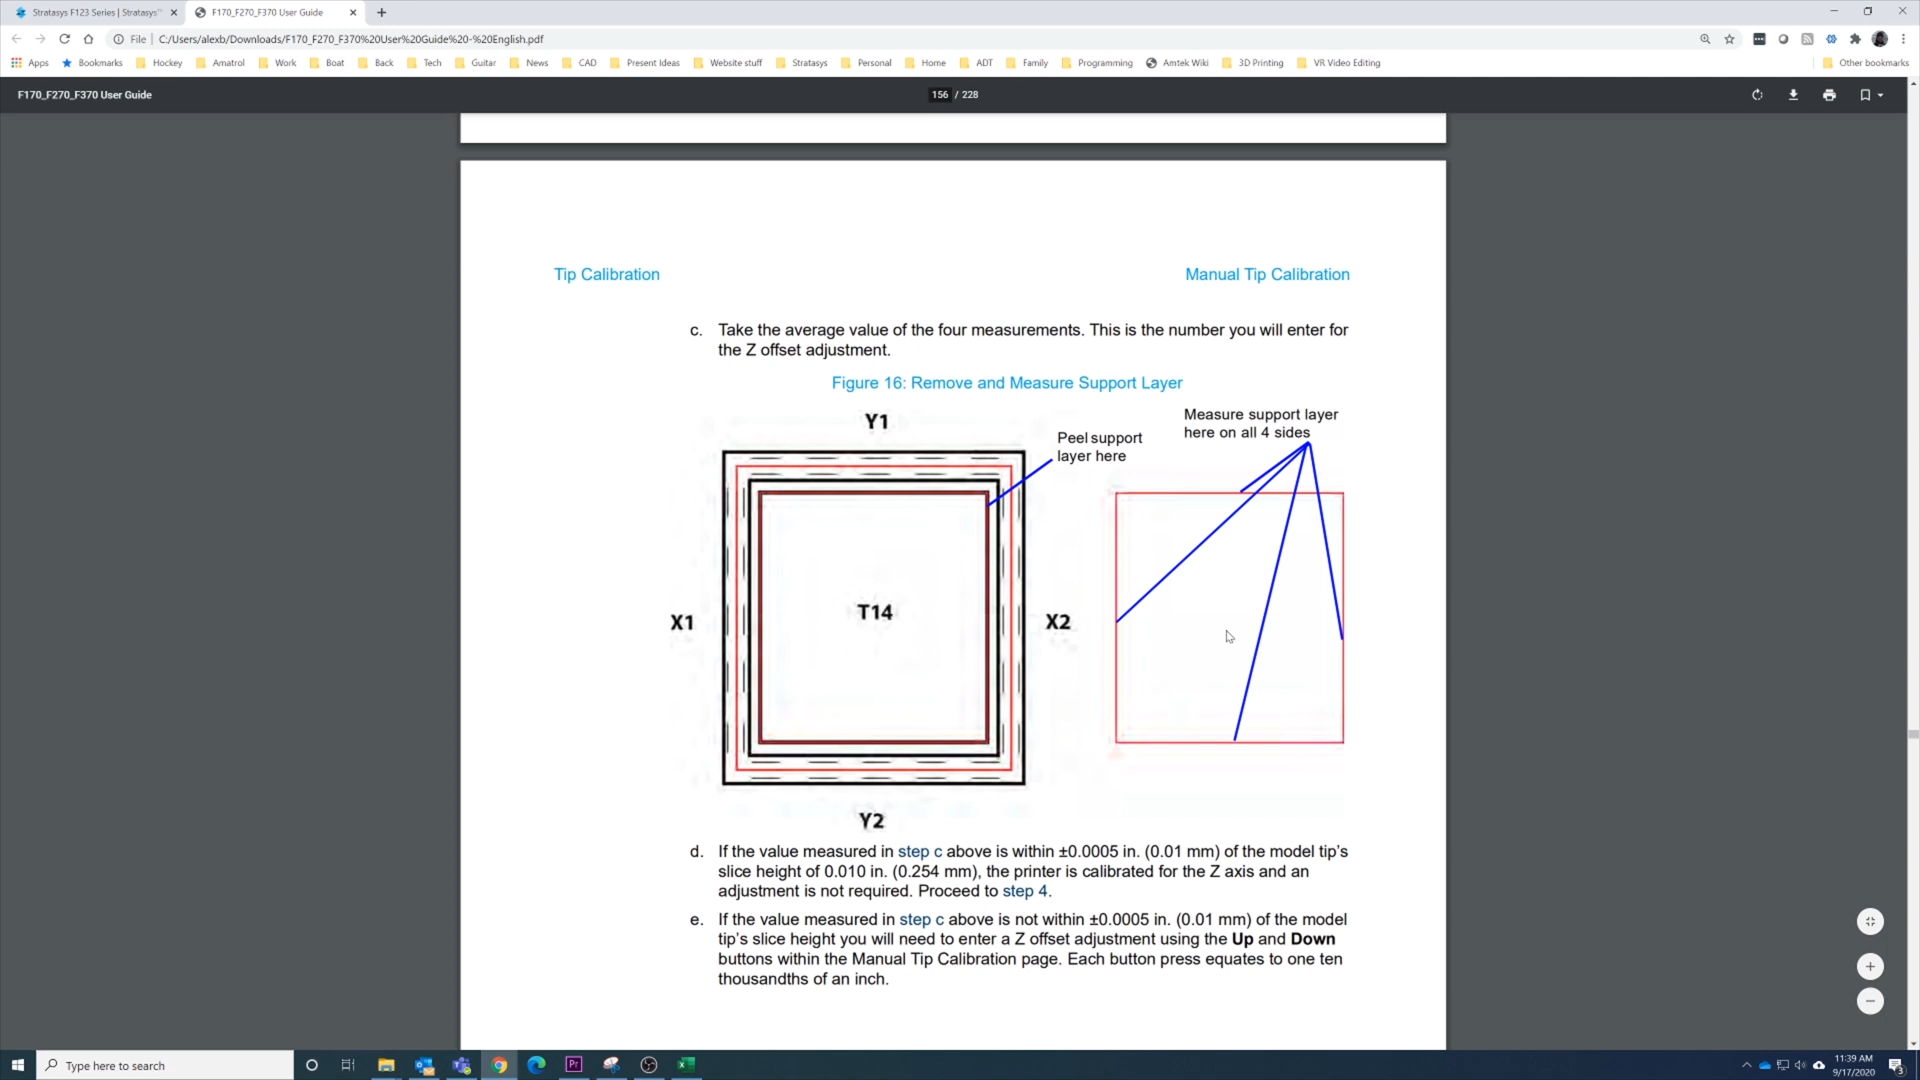 Stratasys F123 Series | Stratasys™
F170_F270_F370 User Guide
File
C:/Users/alexb/Downloads/F170_F270_F370%20User%20Guide%20-%20English.pdf
Apps Bookmarks Hockey Amatrol Work Boat Back Tech Guitar News CAD Present Ideas Website stuff Stratasys Personal Home ADT Family Programming Amtek Wiki 3D Printing VR Video Editing Other bookmarks
F170_F270_F370 User Guide
156 / 228
Tip Calibration
Manual Tip Calibration
c. Take the average value of the four measurements. This is the number you will enter for
the Z offset adjustment.
Figure 16: Remove and Measure Support Layer
Y1
Peel support
layer here
Measure support layer
here on all 4 sides
X1
T14
X2
Y2
d. If the value measured in step c above is within ±0.0005 in. (0.01 mm) of the model tip's
slice height of 0.010 in. (0.254 mm), the printer is calibrated for the Z axis and an
adjustment is not required. Proceed to step 4.
e. If the value measured in step c above is not within ±0.0005 in. (0.01 mm) of the model
tip's slice height you will need to enter a Z offset adjustment using the Up and Down
buttons within the Manual Tip Calibration page. Each button press equates to one ten
thousandths of an inch.
Type here to search
Pr
11:39 AM
9/17/2020
3